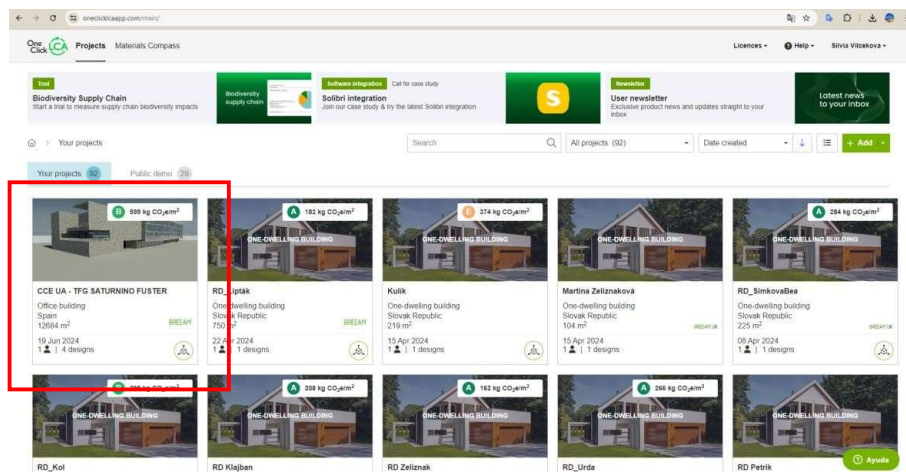 oneclicklcaapp.com/main/
One Click LCA
Projects
Materials Compass
Licences
Help
Silvia Vilcekova
Tool
Biodiversity Supply Chain
Start a trial to measure supply chain biodiversity impacts
Biodiversity
supply chain
Software integration
Call for case study
Solibri integration
Join our case study & try the latest Solibri integration
S
Newsletter
User newsletter
Exclusive product news and updates straight to your
inbox
Latest news
to your inbox
Your projects
Search
All projects (92)
Date created
+ Add
Your projects 92
Public demo 29
B 599 kg CO₂e/m²
CCE UA - TFG SATURNINO FUSTER
Office building
Spain
12684 m²
BREEAM
19 Jun 2024
1 | 4 designs
A 182 kg CO₂e/m²
ONE-DWELLING BUILDING
RD_Lipták
One-dwelling building
Slovak Republic
750 m²
BREEAM
22 Apr 2024
1 | 1 designs
E 374 kg CO₂e/m²
ONE-DWELLING BUILDING
Kulik
One-dwelling building
Slovak Republic
219 m²
15 Apr 2024
1 | 1 designs
ONE-DWELLING BUILDING
Martina Zeliznaková
One-dwelling building
Slovak Republic
104 m²
BREEAM UK
15 Apr 2024
1 | 1 designs
A 284 kg CO₂e/m²
ONE-DWELLING BUILDING
RD_SimkovaBea
One-dwelling building
Slovak Republic
225 m²
BREEAM UK
08 Apr 2024
1 | 1 designs
kg CO₂e/m²
ONE-DWELLING BUILDING
RD_Kol
A 208 kg CO₂e/m²
ONE-DWELLING BUILDING
RD Klajban
A 162 kg CO₂e/m²
ONE-DWELLING BUILDING
RD Zeliznak
A 266 kg CO₂e/m²
ONE-DWELLING BUILDING
RD_Urda
ONE-DWELLING BUILDING
RD Petrik
Ayuda